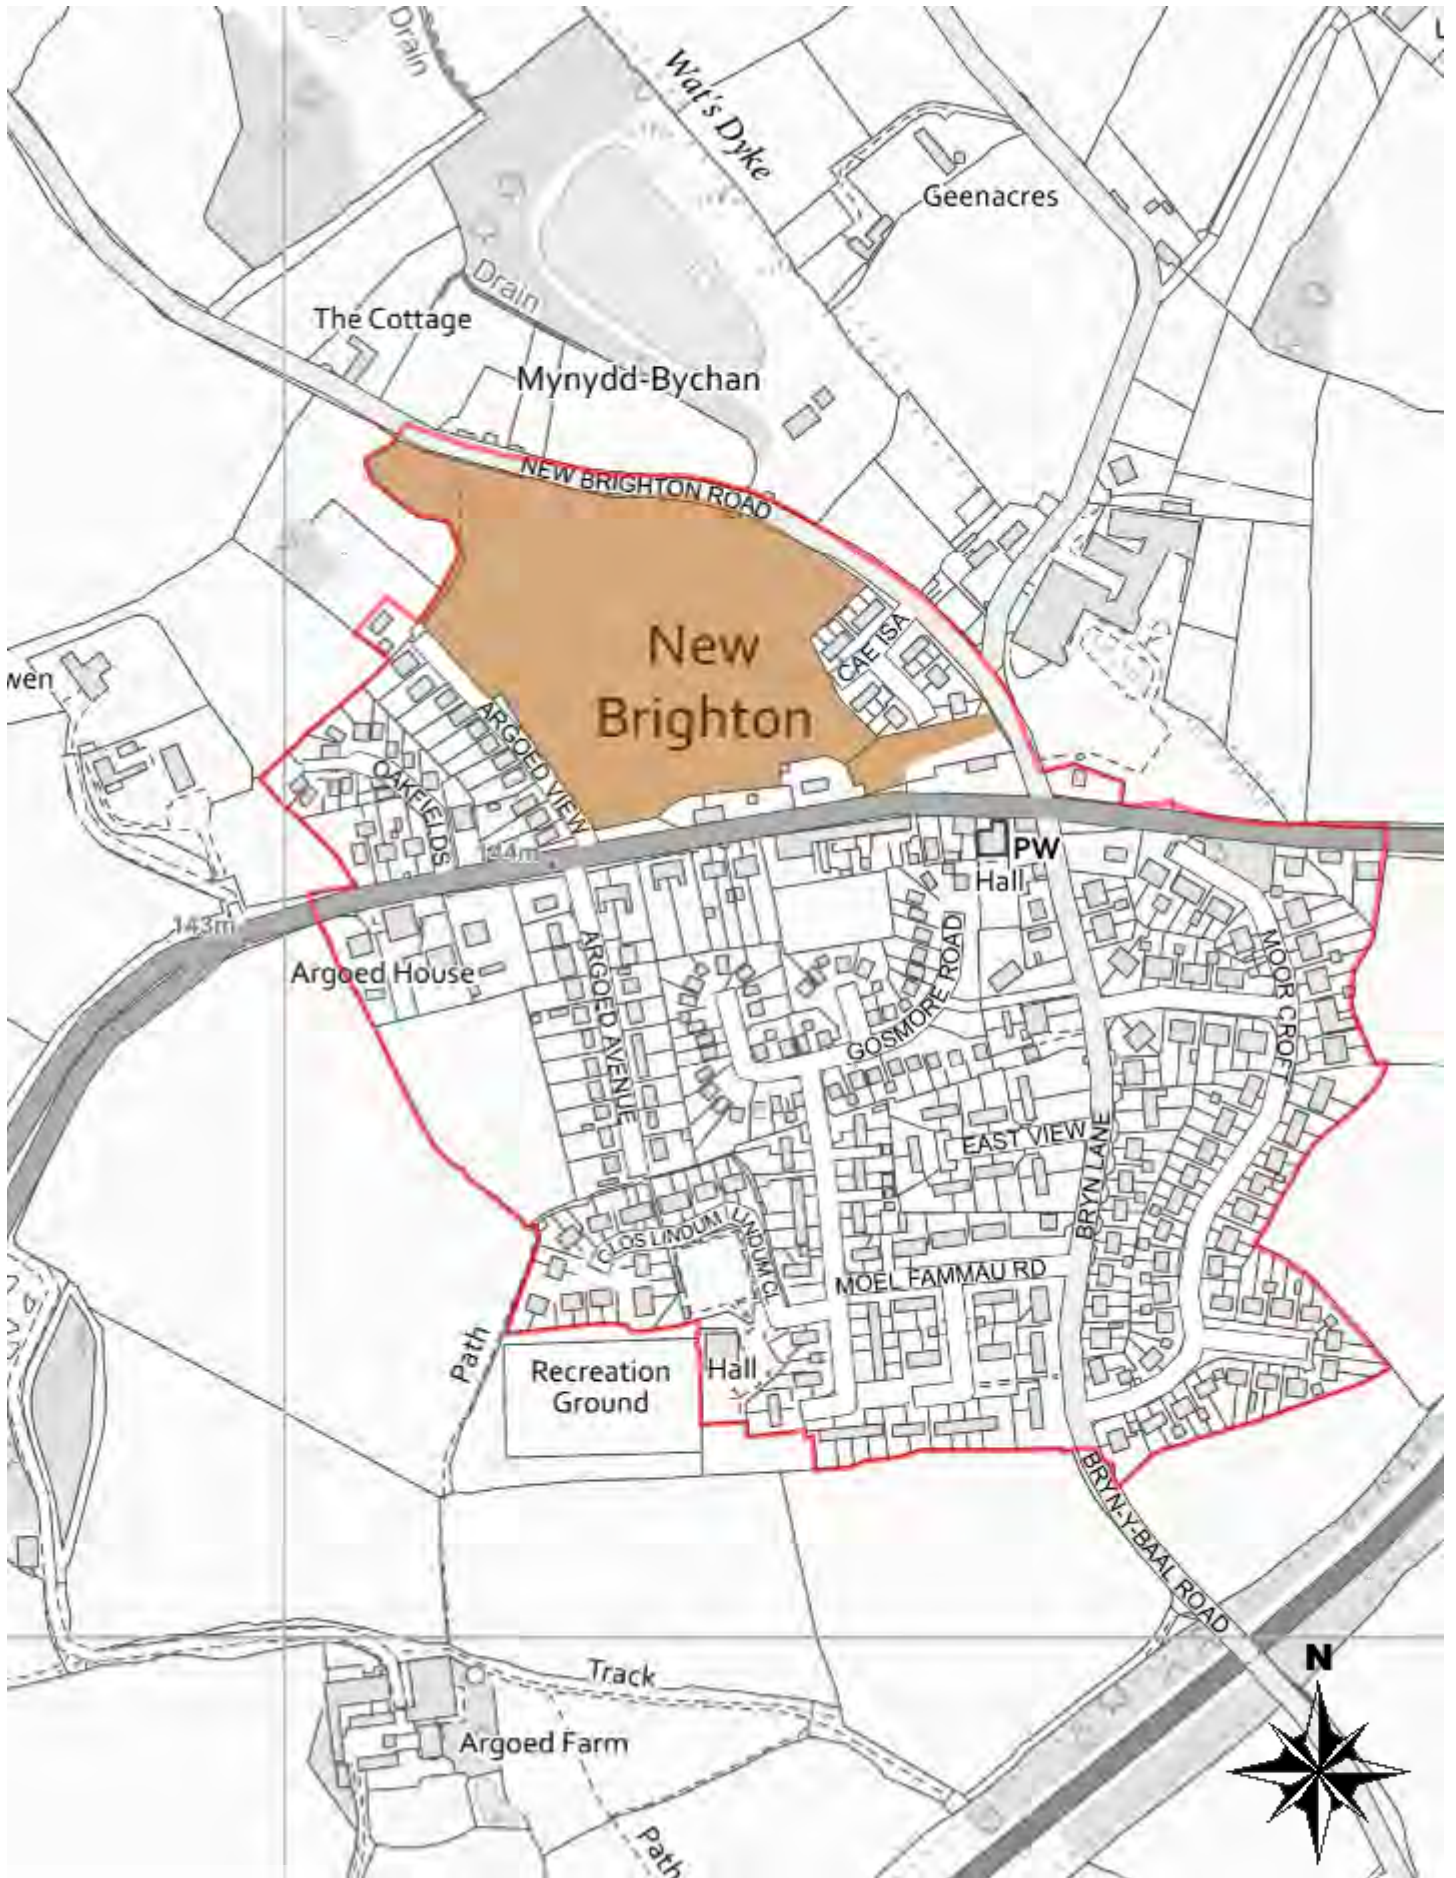 Drain
Wat's Dyke
Geenacres
Drain
The Cottage
Mynydd-Bychan
NEW BRIGHTON ROAD
New
Brighton
CAE ISA
wen
ARGOED VIEW
OAKFIELDS
144m
PW
Hall
143m
Argoed House
ARGOED AVENUE
GOSMORE ROAD
MOOR CROFT
EAST VIEW
BRYN LANE
CLOS LINDUM
LINDUM CL
MOEL FAMMAU RD
Path
Recreation
Ground
Hall
BRYN-Y-BAAL ROAD
N
Track
Argoed Farm
Path